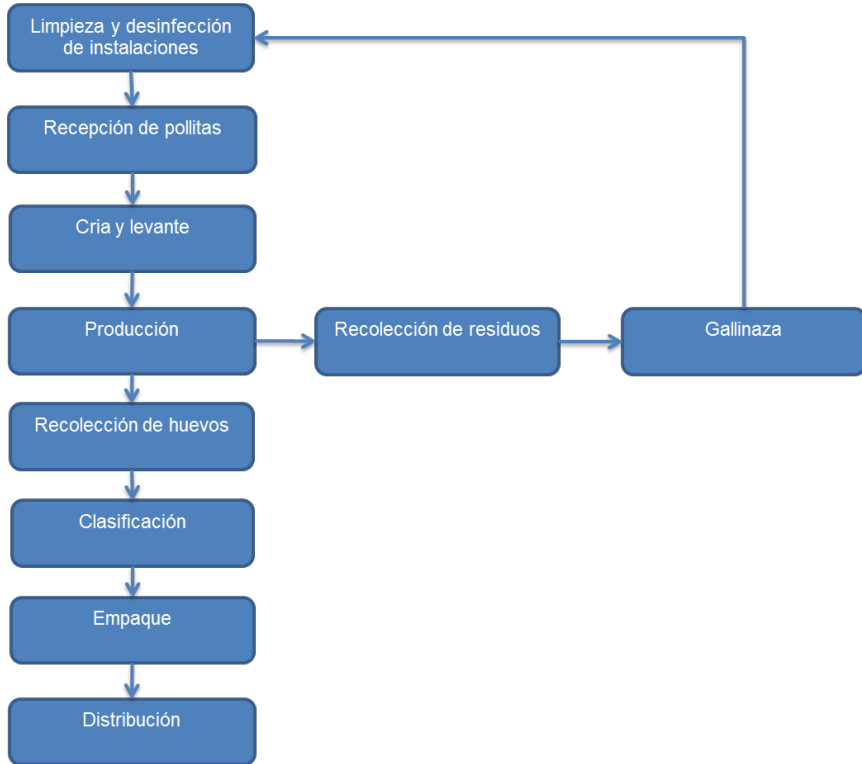 Limpieza y desinfección
de instalaciones
Recepción de pollitas
Cria y levante
Producción
Recolección de residuos
Gallinaza
Recolección de huevos
Clasificación
Empaque
Distribución